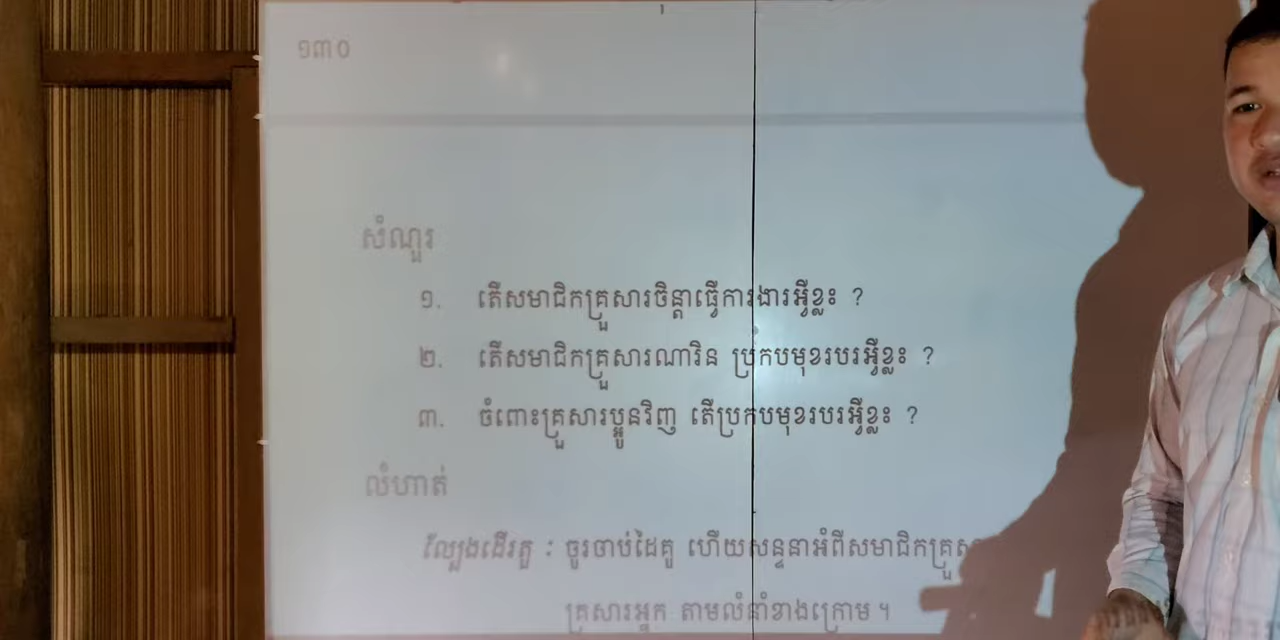 ១៣០
សំណួរ
១. តើសមាជិកគ្រួសារចិន្តាធ្វើការងារអ្វីខ្លះ ?
២. តើសមាជិកគ្រួសារណារិន ប្រកបមុខរបរអ្វីខ្លះ ?
៣. ចំពោះគ្រួសារប្អូនវិញ តើប្រកបមុខរបរអ្វីខ្លះ ?
លំហាត់
ល្បែងដើរតួ : ចូរចាប់ដៃគូ ហើយសន្ទនាអំពីសមាជិក
គ្រួសារអ្នក តាមលំនាំខាងក្រោម ។